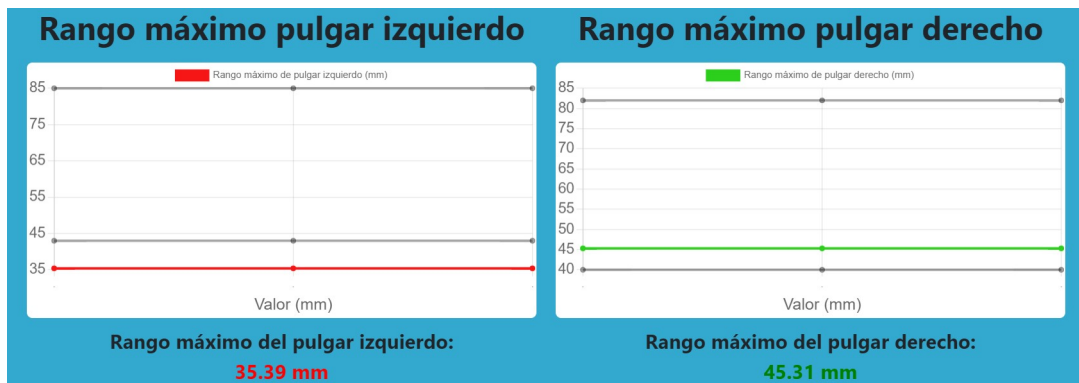 Rango máximo pulgar izquierdo
Rango máximo de pulgar izquierdo (mm)
85
75
65
55
45
35
Valor (mm)
Rango máximo del pulgar izquierdo:
35.39 mm
Rango máximo pulgar derecho
Rango máximo de pulgar derecho (mm)
85
80
75
70
65
60
55
50
45
40
Valor (mm)
Rango máximo del pulgar derecho:
45.31 mm